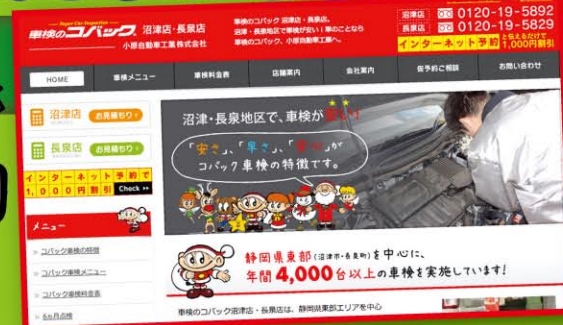 Super Car Inspection
車検のコバック 沼津店・長泉店
小原自動車工業株式会社
車検のコバック 沼津店・長泉店。
沼津・長泉地区で車検が安い！車のことなら
車検のコバック、小原自動車工業へ。
沼津店 0120-19-5892
長泉店 0120-19-5829
インターネット予約 と伝えるだけで 1,000円割引
HOME 車検メニュー 車検料金表 店舗案内 会社案内 仮予約ご相談 お問い合わせ
沼津店 お見積もり
長泉店 お見積もり
インターネット予約で
1,000円割引 Check
メニュー
コバック車検の特徴
コバック車検メニュー
コバック車検料金表
6ヵ月点検
沼津・長泉地区で、車検が安い！
「安さ」、「早さ」、「安心」が
コバック車検の特徴です。
静岡県東部(沼津市・長泉町)を中心に、
年間4,000台以上の車検を実施しています！
車検のコバック沼津店・長泉店は、静岡県東部エリアを中心